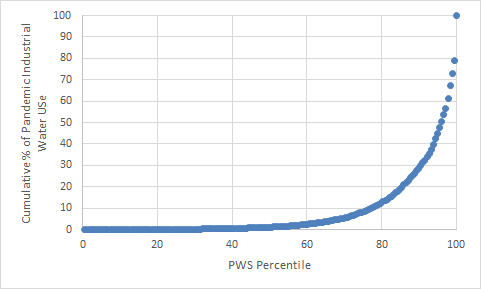 Cumulative % of Pandemic Industrial
Water USe
100
90
80
70
60
50
40
30
20
10
0
0 20 40 60 80 100
PWS Percentile